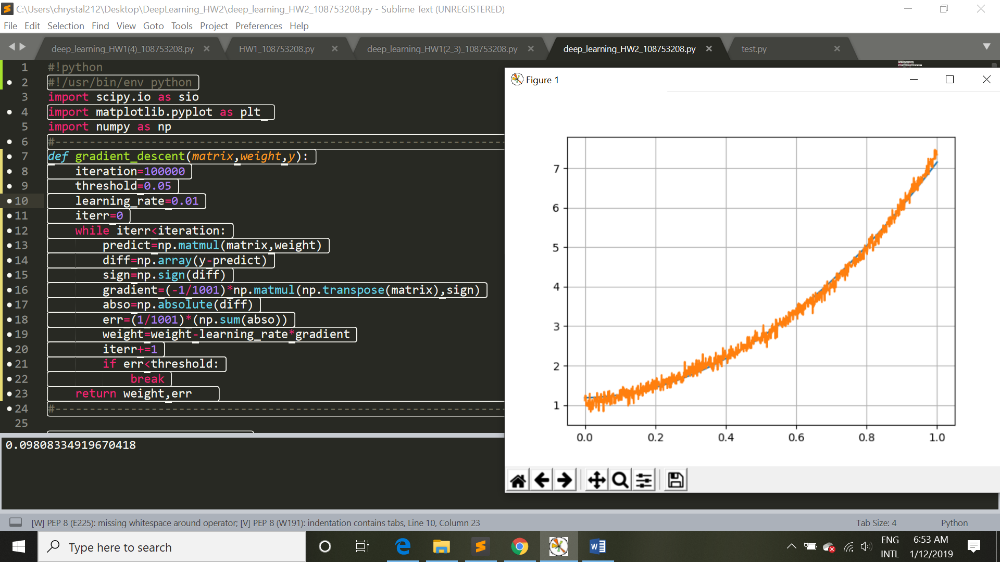 C:\Users\chrystal212\Desktop\DeepLearning_HW2\deep_learning_HW2_108753208.py - Sublime Text (UNREGISTERED)
File Edit Selection Find View Goto Tools Project Preferences Help
deep_learning_HW1(4)_108753208.py HW1_108753208.py deep_learning_HW1(2_3)_108753208.py deep_learning_HW2_108753208.py test.py
1 #!python
2 #!/usr/bin/env python
3 import scipy.io as sio
4 import matplotlib.pyplot as plt
5 import numpy as np
6 #------------------------------------------------------------------
7 def gradient_descent(matrix,weight,y):
8 iteration=100000
9 threshold=0.05
10 learning_rate=0.01
11 iterr=0
12 while iterr<iteration:
13 predict=np.matmul(matrix,weight)
14 diff=np.array(y-predict)
15 sign=np.sign(diff)
16 gradient=(-1/1001)*np.matmul(np.transpose(matrix),sign)
17 abso=np.absolute(diff)
18 err=(1/1001)*(np.sum(abso))
19 weight=weight-learning_rate*gradient
20 iterr+=1
21 if err<threshold:
22 break
23 return weight,err
24 #------------------------------------------------------------------
25
0.09808334919670418
Figure 1
7
6
5
4
3
2
1
0.0 0.2 0.4 0.6 0.8 1.0
[W] PEP 8 (E225): missing whitespace around operator; [V] PEP 8 (W191): indentation contains tabs, Line 10, Column 23
Tab Size: 4 Python
Type here to search
ENG
INTL
6:53 AM
1/12/2019